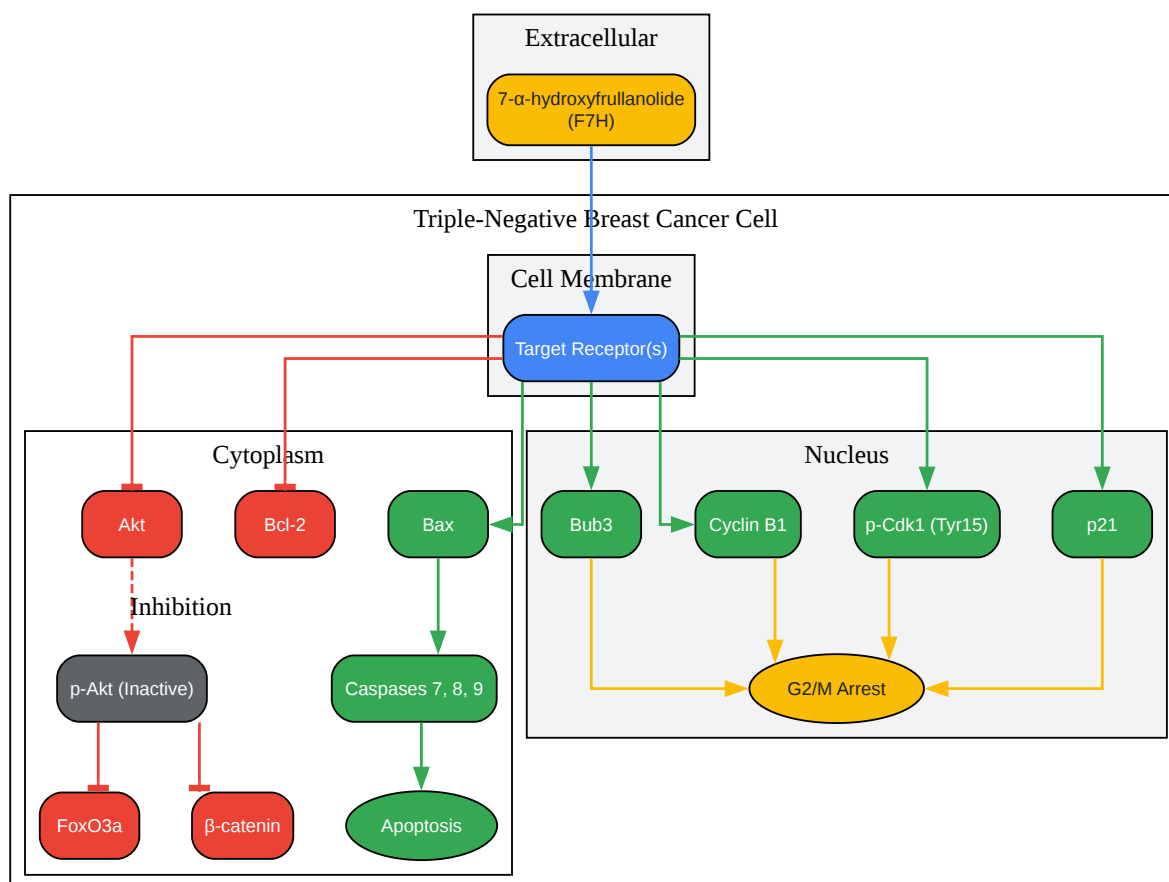 Extracellular
7-α-hydroxyfrullanolide
(F7H)
Triple-Negative Breast Cancer Cell
Cell Membrane
Target Receptor(s)
Cytoplasm
Nucleus
Akt
Bcl-2
Bax
Bub3
Cyclin B1
p-Cdk1 (Tyr15)
p21
Inhibition
p-Akt (Inactive)
Caspases 7, 8, 9
G2/M Arrest
FoxO3a
β-catenin
Apoptosis